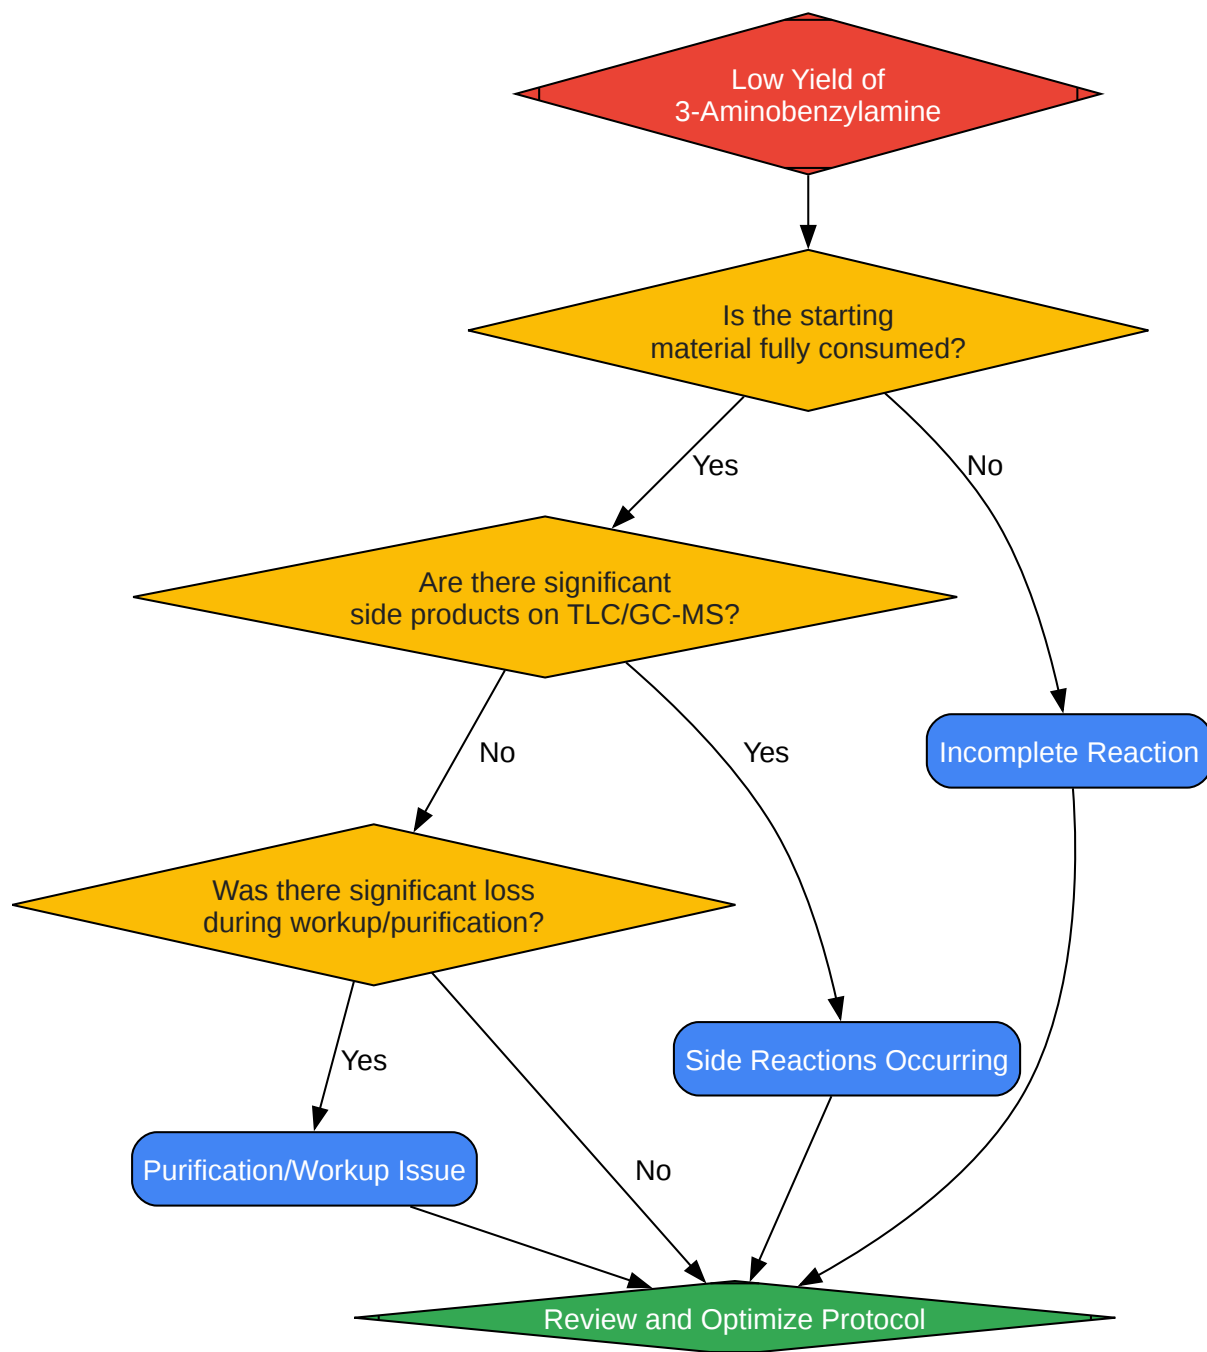 Low Yield of
3-Aminobenzylamine
Is the starting
material fully consumed?
Yes
No
Are there significant
side products on TLC/GC-MS?
No
Yes
Incomplete Reaction
Was there significant loss
during workup/purification?
Yes
Side Reactions Occurring
Purification/Workup Issue
No
Review and Optimize Protocol